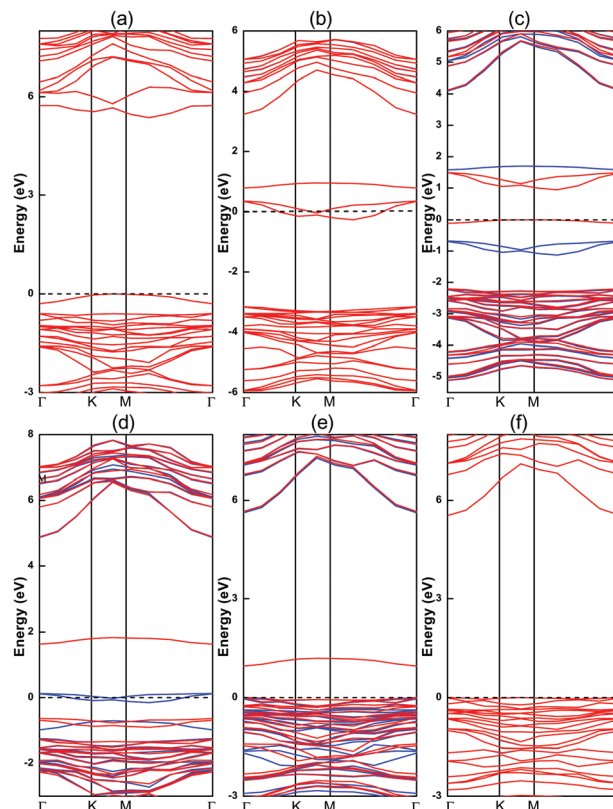 (a)
(b)
(c)
Energy (eV)
6
3
0
-3
Γ K M Γ
Energy (eV)
6
4
2
0
-2
-4
-6
Γ K M Γ
Energy (eV)
6
5
4
3
2
1
0
-1
-2
-3
-4
-5
Γ K M Γ
(d)
(e)
(f)
Energy (eV)
8
6
4
2
0
-2
Γ K M Γ
Energy (eV)
6
3
0
-3
Γ K M Γ
Energy (eV)
6
3
0
-3
Γ K M Γ